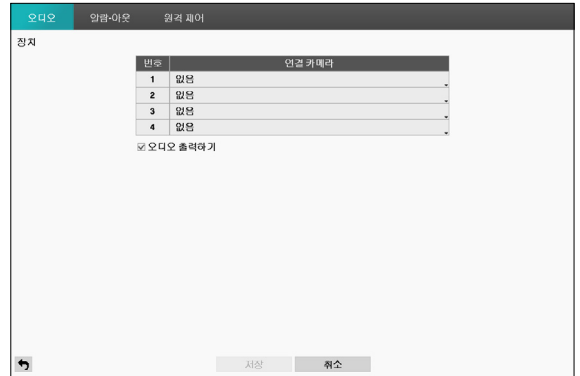 오디오 알람-아웃 원격 제어
장치
번호 연결 카메라
1 없음
2 없음
3 없음
4 없음
오디오 출력하기
저장 취소